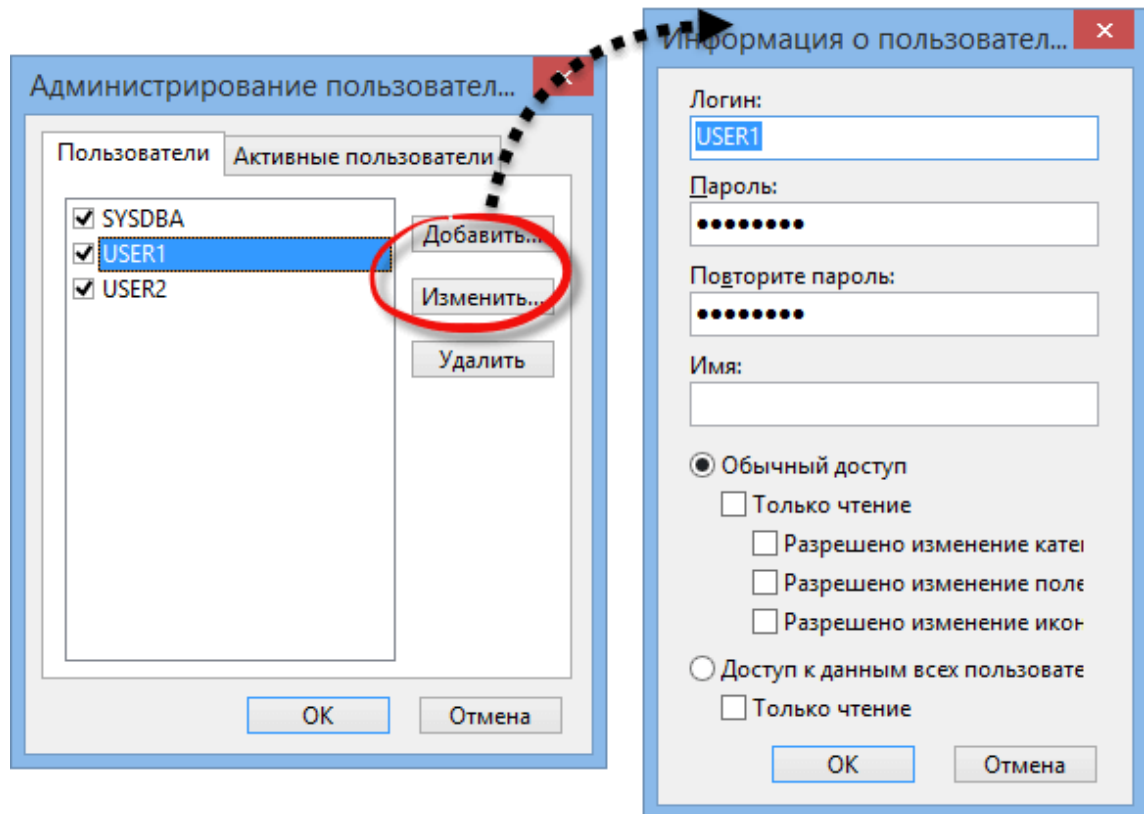 Администрирование пользовател...
Пользователи
Активные пользователи
SYSDBA
USER1
USER2
Добавить...
Изменить...
Удалить
OK
Отмена
Информация о пользовател...
Логин:
USER1
Пароль:
••••••••
Повторите пароль:
••••••••
Имя:
Обычный доступ
Только чтение
Разрешено изменение кате
Разрешено изменение поле
Разрешено изменение икон
Доступ к данным всех пользовате
Только чтение
OK
Отмена